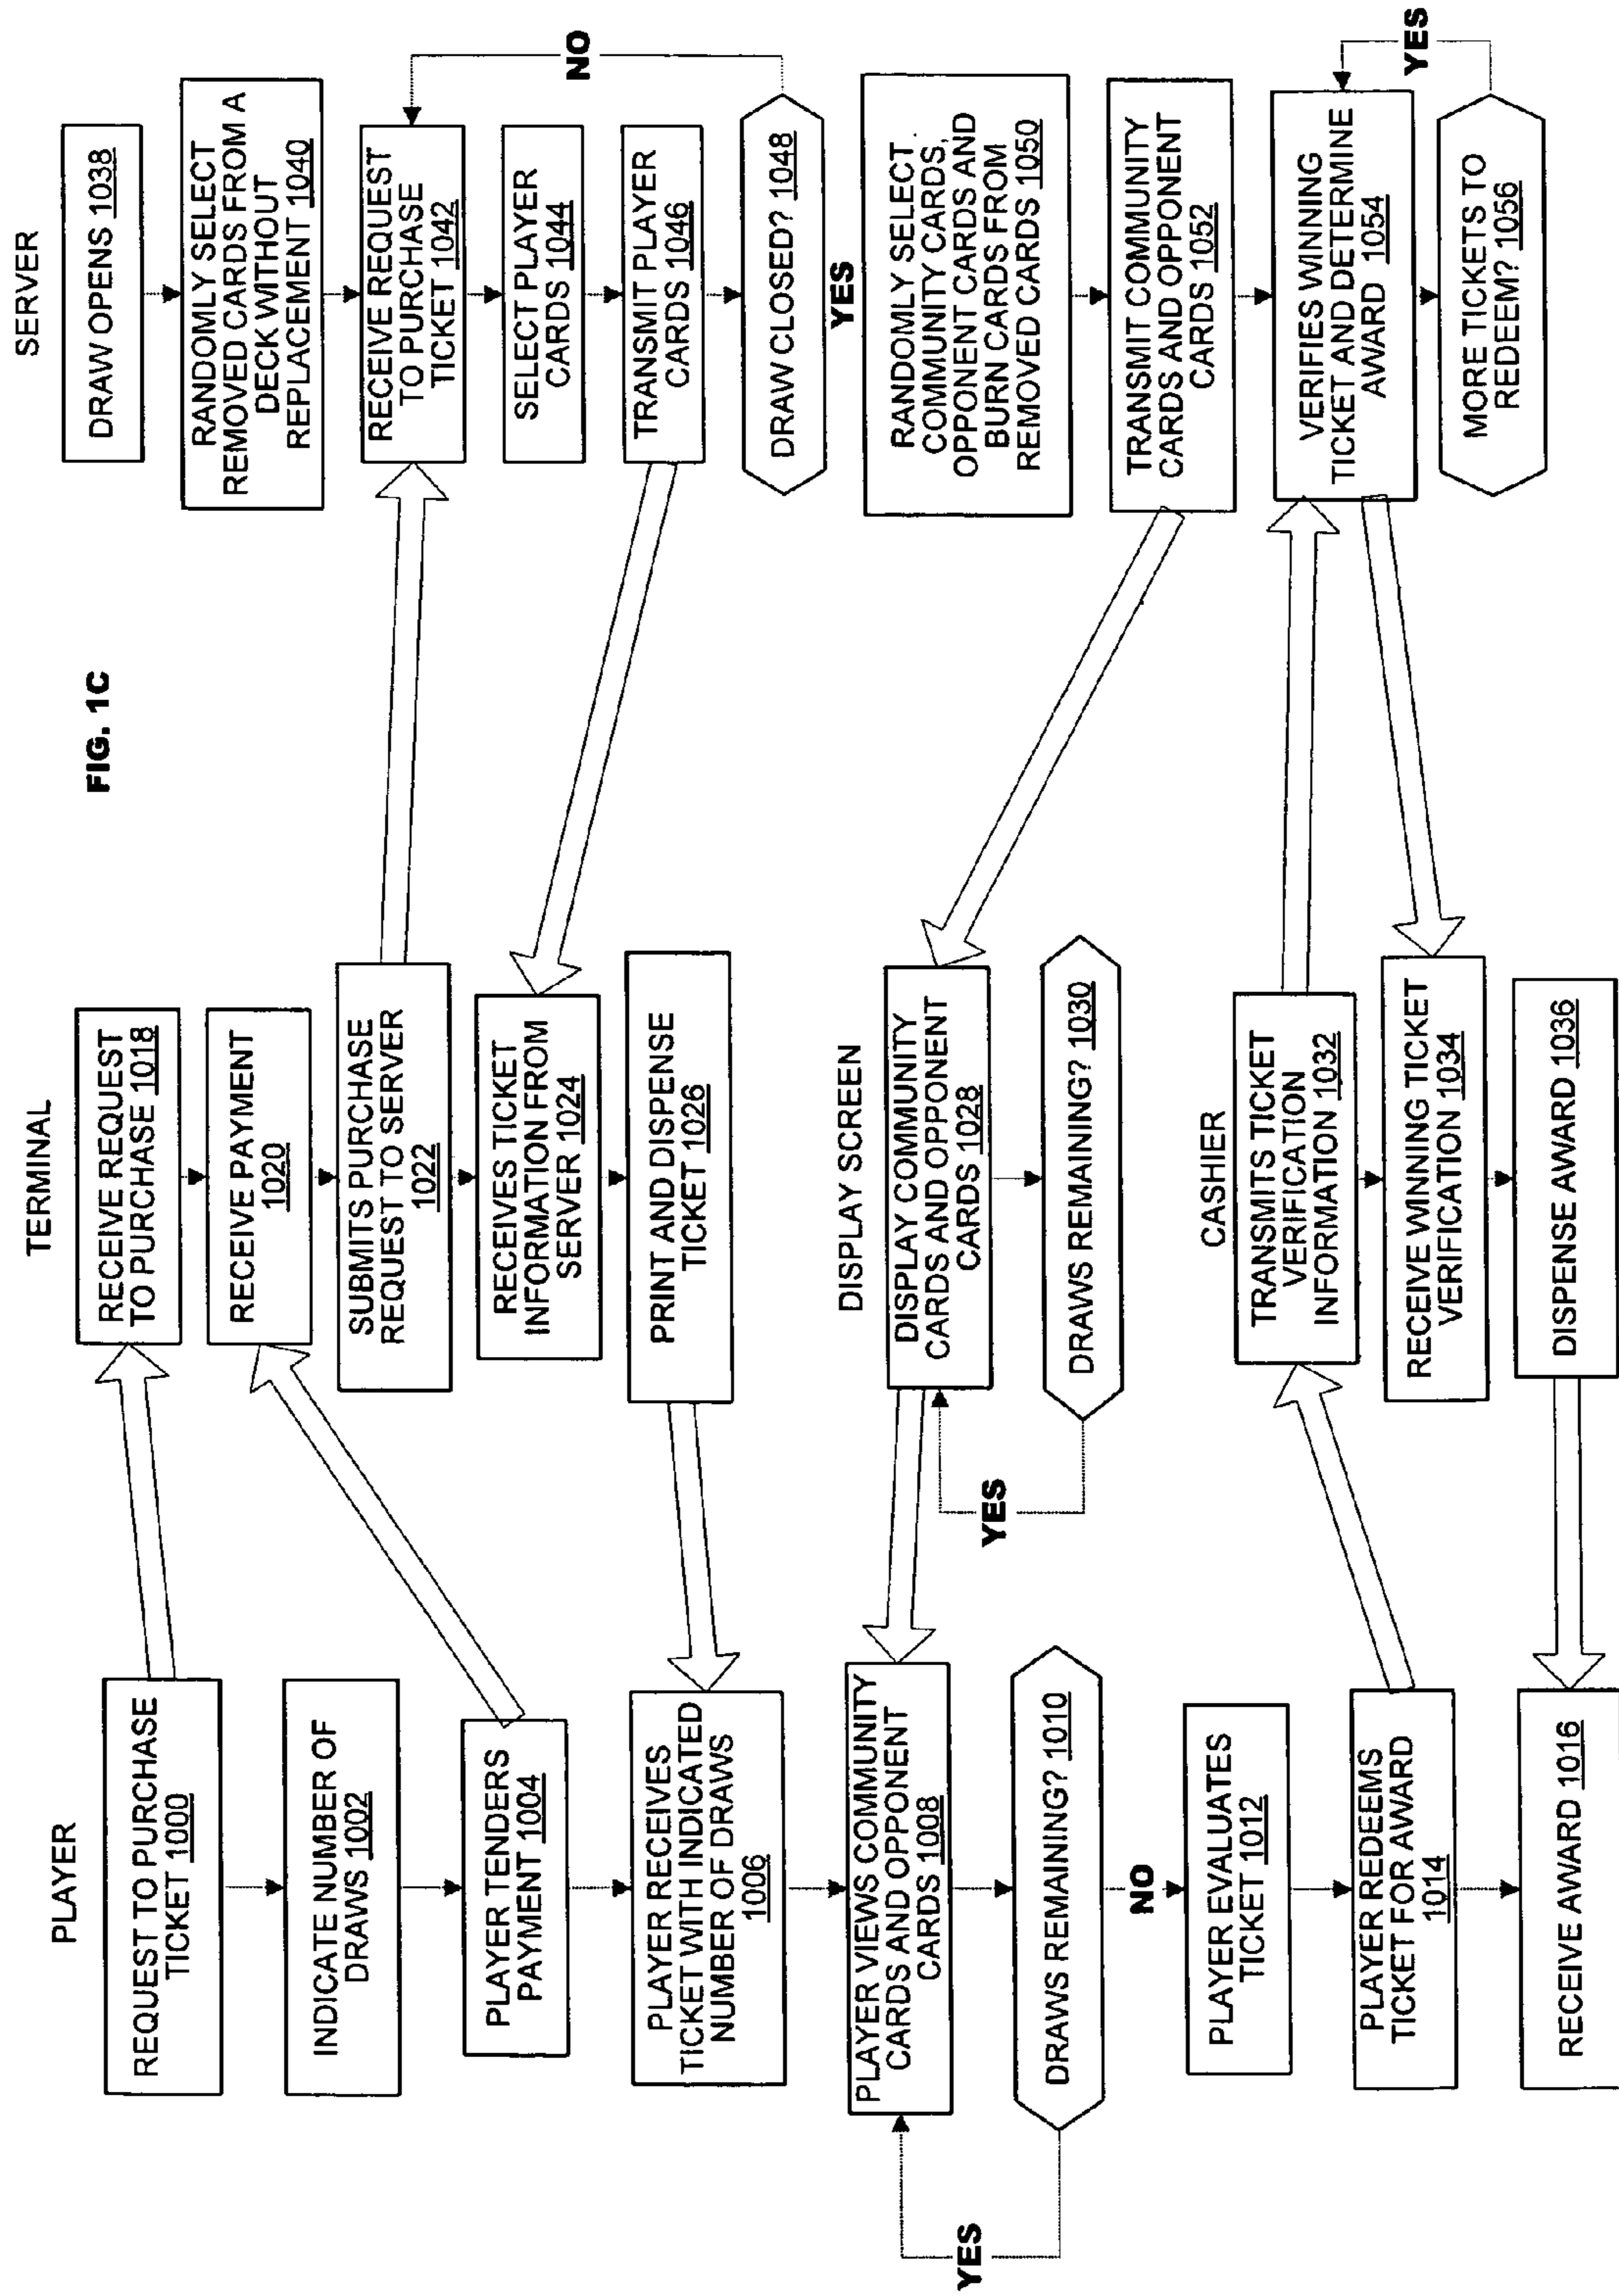 FIG. 1C
PLAYER
REQUEST TO PURCHASE
TICKET 1000
INDICATE NUMBER OF
DRAWS 1002
PLAYER TENDERS
PAYMENT 1004
PLAYER RECEIVES
TICKET WITH INDICATED
NUMBER OF DRAWS
1006
PLAYER VIEWS COMMUNITY
CARDS AND OPPONENT
CARDS 1008
YES
DRAWS REMAINING? 1010
NO
PLAYER EVALUATES
TICKET 1012
PLAYER REDEEMS
TICKET FOR AWARD
1014
RECEIVE AWARD 1016
TERMINAL
RECEIVE REQUEST
TO PURCHASE 1018
RECEIVE PAYMENT
1020
SUBMITS PURCHASE
REQUEST TO SERVER
1022
RECEIVES TICKET
INFORMATION FROM
SERVER 1024
PRINT AND DISPENSE
TICKET 1026
DISPLAY SCREEN
DISPLAY COMMUNITY
CARDS AND OPPONENT
CARDS 1028
YES
DRAWS REMAINING? 1030
CASHIER
TRANSMITS TICKET
VERIFICATION
INFORMATION 1032
RECEIVE WINNING TICKET
VERIFICATION 1034
DISPENSE AWARD 1036
SERVER
DRAW OPENS 1038
RANDOMLY SELECT
REMOVED CARDS FROM A
DECK WITHOUT
REPLACEMENT 1040
RECEIVE REQUEST
TO PURCHASE
TICKET 1042
SELECT PLAYER
CARDS 1044
TRANSMIT PLAYER
CARDS 1046
NO
DRAW CLOSED? 1048
YES
RANDOMLY SELECT
COMMUNITY CARDS,
OPPONENT CARDS AND
BURN CARDS FROM
REMOVED CARDS 1050
TRANSMIT COMMUNITY
CARDS AND OPPONENT
CARDS 1052
VERIFIES WINNING
TICKET AND DETERMINE
AWARD 1054
YES
MORE TICKETS TO
REDEEM? 1056